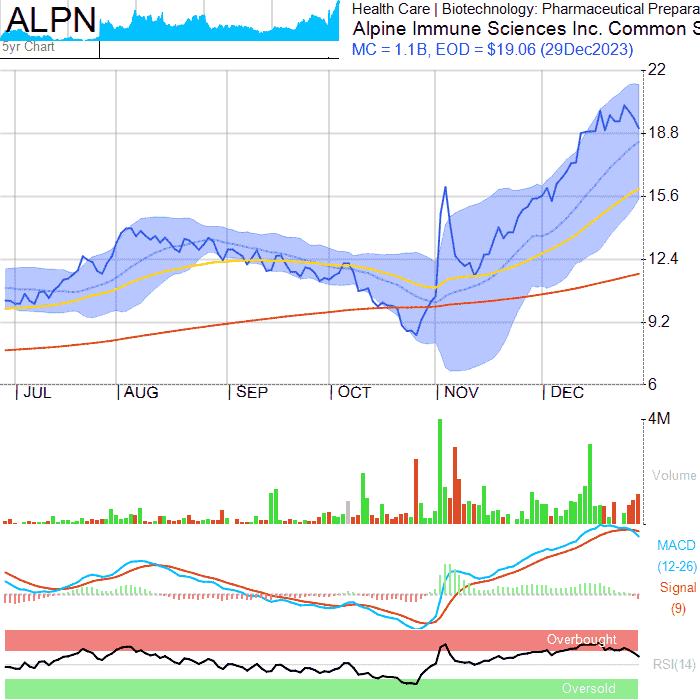 ALPN
5yr Chart
Health Care | Biotechnology: Pharmaceutical Prepara
Alpine Immune Sciences Inc. Common S
MC = 1.1B, EOD = $19.06 (29Dec2023)
22
18.8
15.6
12.4
9.2
6
JUL AUG SEP OCT NOV DEC
4M
Volume
MACD
(12-26)
Signal
(9)
Overbought
RSI(14)
Oversold